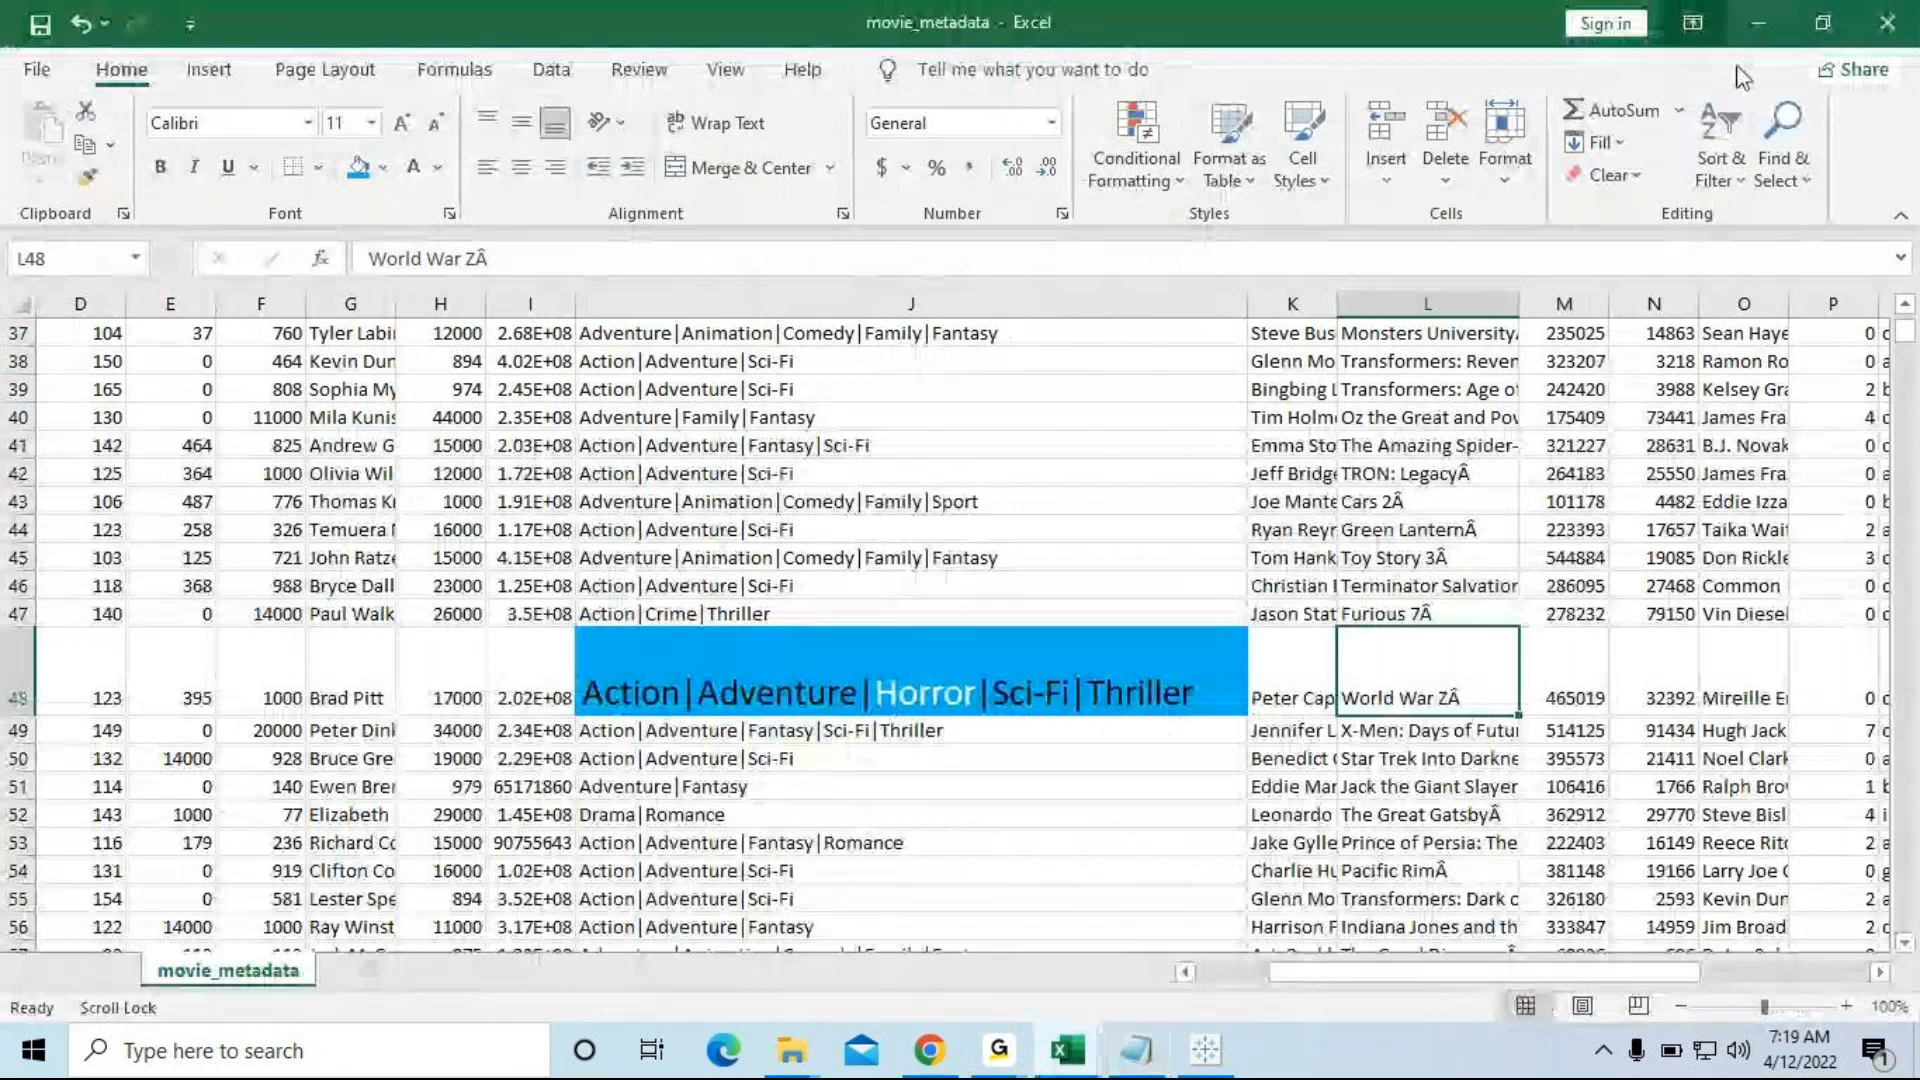 movie_metadata - Excel
Sign in
File Home Insert Page Layout Formulas Data Review View Help Tell me what you want to do Share
Calibri 11 Wrap Text General AutoSum
Fill
B I U Merge & Center $ % Conditional Formatting Format as Table Cell Styles Insert Delete Format Clear Sort & Filter Find & Select
Clipboard Font Alignment Number Styles Cells Editing
L48 fx World War ZÂ
D E F G H I J K L M N O P
37 104 37 760 Tyler Labi 12000 2.68E+08 Adventure|Animation|Comedy|Family|Fantasy Steve Bus Monsters University 235025 14863 Sean Haye 0
38 150 0 464 Kevin Dun 894 4.02E+08 Action|Adventure|Sci-Fi Glenn Mo Transformers: Reven 323207 3218 Ramon Ro 0
39 165 0 808 Sophia My 974 2.45E+08 Action|Adventure|Sci-Fi Bingbing L Transformers: Age of 242420 3988 Kelsey Gra 2
40 130 0 11000 Mila Kunis 44000 2.35E+08 Adventure|Family|Fantasy Tim Holm Oz the Great and Pov 175409 73441 James Fra 4
41 142 464 825 Andrew G 15000 2.03E+08 Action|Adventure|Fantasy|Sci-Fi Emma Sto The Amazing Spider- 321227 28631 B.J. Novak 0
42 125 364 1000 Olivia Wil 12000 1.72E+08 Action|Adventure|Sci-Fi Jeff Bridge TRON: LegacyÂ 264183 25550 James Fra 0
43 106 487 776 Thomas K 1000 1.91E+08 Adventure|Animation|Comedy|Family|Sport Joe Mante Cars 2Â 101178 4482 Eddie Izza 0
44 123 258 326 Temuera 16000 1.17E+08 Action|Adventure|Sci-Fi Ryan Reyr Green LanternÂ 223393 17657 Taika Wait 2
45 103 125 721 John Ratze 15000 4.15E+08 Adventure|Animation|Comedy|Family|Fantasy Tom Hank Toy Story 3Â 544884 19085 Don Rickle 3
46 118 368 988 Bryce Dall 23000 1.25E+08 Action|Adventure|Sci-Fi Christian Terminator Salvation 286095 27468 Common 0
47 140 0 14000 Paul Walk 26000 3.5E+08 Action|Crime|Thriller Jason Stat Furious 7Â 278232 79150 Vin Diesel 0
48 123 395 1000 Brad Pitt 17000 2.02E+08 Action|Adventure|Horror|Sci-Fi|Thriller Peter Cap World War ZÂ 465019 32392 Mireille E 0
49 149 0 20000 Peter Dinl 34000 2.34E+08 Action|Adventure|Fantasy|Sci-Fi|Thriller Jennifer L X-Men: Days of Futu 514125 91434 Hugh Jack 7
50 132 14000 928 Bruce Gre 19000 2.29E+08 Action|Adventure|Sci-Fi Benedict Star Trek Into Darkne 395573 21411 Noel Clark 0
51 114 0 140 Ewen Bre 979 65171860 Adventure|Fantasy Eddie Mar Jack the Giant Slayer 106416 1766 Ralph Bro 1
52 143 1000 77 Elizabeth 29000 1.45E+08 Drama|Romance Leonardo The Great GatsbyÂ 362912 29770 Steve Bisl 4
53 116 179 236 Richard Co 15000 90755643 Action|Adventure|Fantasy|Romance Jake Gylle Prince of Persia: The 222403 16149 Reece Rito 2
54 131 0 919 Clifton Co 16000 1.02E+08 Action|Adventure|Sci-Fi Charlie Hu Pacific RimÂ 381148 19166 Larry Joe 0
55 154 0 581 Lester Spe 894 3.52E+08 Action|Adventure|Sci-Fi Glenn Mo Transformers: Dark o 326180 2593 Kevin Dun 2
56 122 14000 1000 Ray Winst 11000 3.17E+08 Action|Adventure|Fantasy Harrison F Indiana Jones and th 333847 14959 Jim Broad 2
movie_metadata
Ready Scroll Lock 100%
Type here to search 7:19 AM
4/12/2022